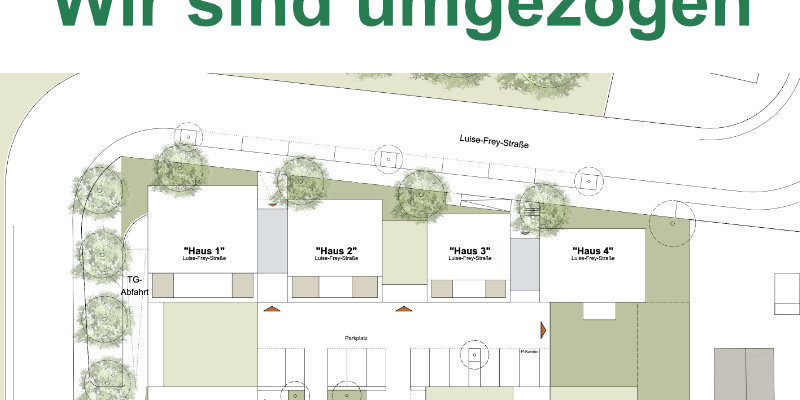 Wir sind umgezogen
Luise-Frey-Straße
"Haus 1"
Luise-Frey-Straße
"Haus 2"
Luise-Frey-Straße
"Haus 3"
Luise-Frey-Straße
"Haus 4"
Luise-Frey-Straße
TG-
Abfahrt
Parkplatz